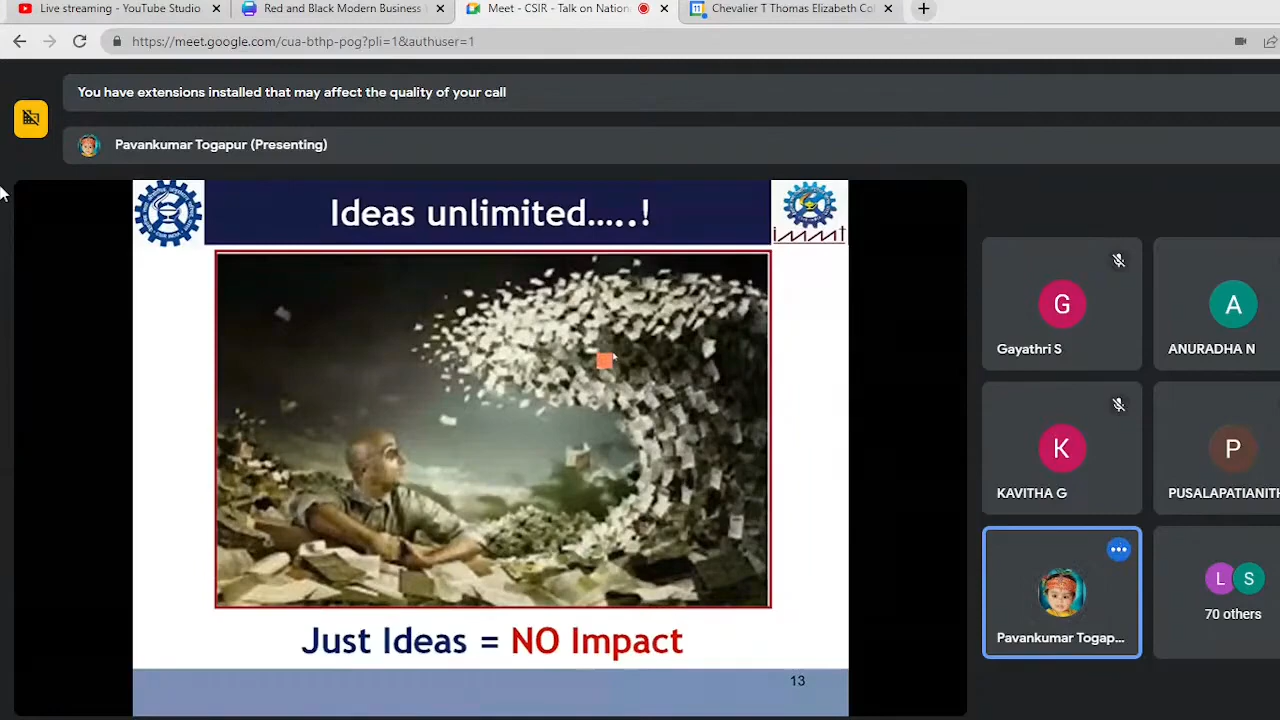 Live streaming - YouTube Studio
Red and Black Modern Business
Meet - CSIR - Talk on Nation
Chevalier T Thomas Elizabeth Col
https://meet.google.com/cua-bthp-pog?pli=1&authuser=1
You have extensions installed that may affect the quality of your call
Pavankumar Togapur (Presenting)
Ideas unlimited.....!
immt
Just Ideas = NO Impact
13
G
Gayathri S
A
ANURADHA N
K
KAVITHA G
P
PUSALAPATIANITH
Pavankumar Togap...
L S
70 others